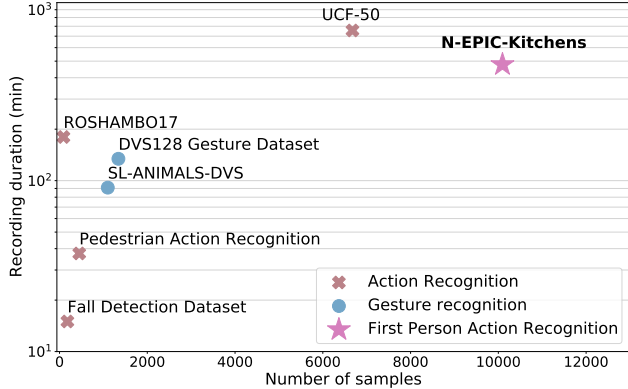 10³
UCF-50
N-EPIC-Kitchens
ROSHAMBO17
DVS128 Gesture Dataset
10²
SL-ANIMALS-DVS
Pedestrian Action Recognition
Action Recognition
Fall Detection Dataset
Gesture recognition
First Person Action Recognition
10¹
0 2000 4000 6000 8000 10000 12000
Number of samples
Recording duration (min)